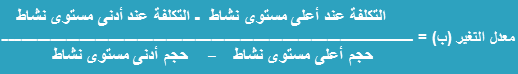 التكلفة عند أعلى مستوى نشاط - التكلفة عند أدنى مستوى نشاط
معدل التغير (ب) =
حجم أعلى مستوى نشاط – حجم أدنى مستوى نشاط